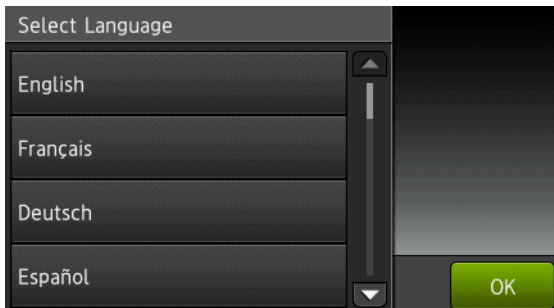 Select Language
English
Français
Deutsch
Español
OK